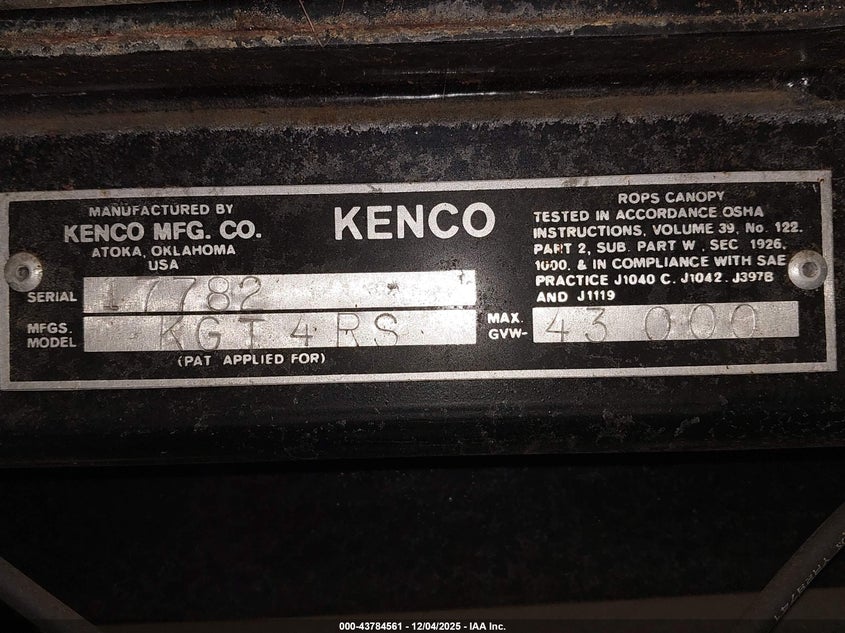 MANUFACTURED BY
KENCO MFG. CO.
ATOKA, OKLAHOMA
USA
KENCO
SERIAL 17782
MFGS. MODEL KGT4RS
(PAT APPLIED FOR)
ROPS CANOPY
TESTED IN ACCORDANCE OSHA
INSTRUCTIONS, VOLUME 39, No. 122.
PART 2, SUB. PART W, SEC 1926.
1000. & IN COMPLIANCE WITH SAE
PRACTICE J1040 C. J1042. J397B
AND J1119
MAX. GVW- 43 000
000-43784561 - 12/04/2025 - IAA Inc.